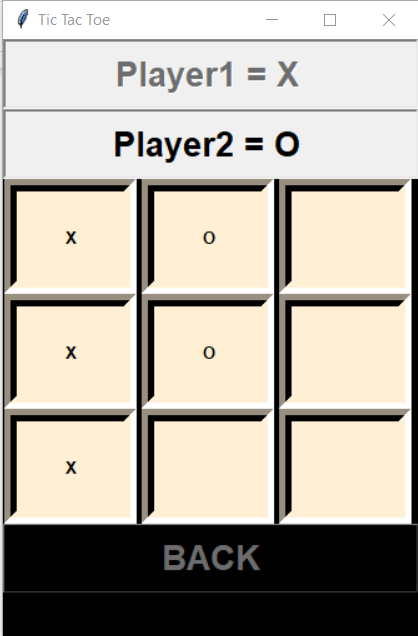 Tic Tac Toe
Player1 = X
Player2 = O
X O
X O
X
BACK